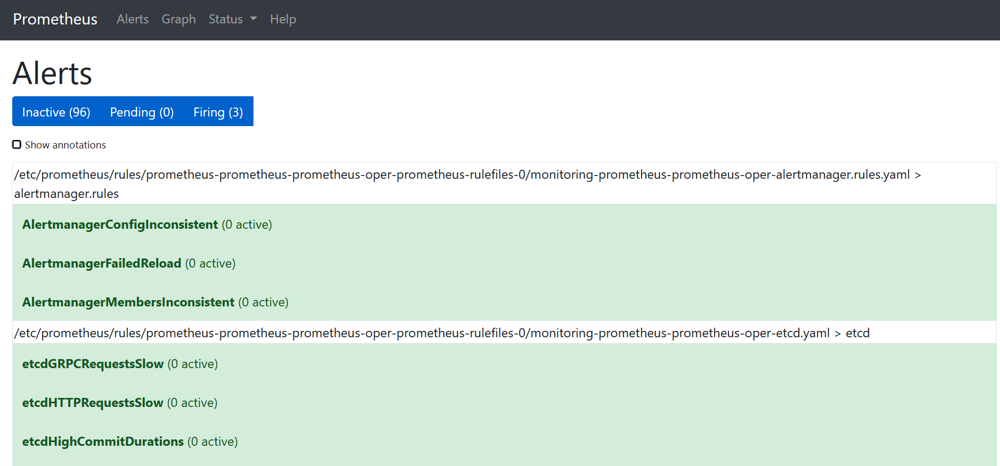 Prometheus Alerts Graph Status Help
Alerts
Inactive (96) Pending (0) Firing (3)
Show annotations
/etc/prometheus/rules/prometheus-prometheus-prometheus-oper-prometheus-rulefiles-0/monitoring-prometheus-prometheus-oper-alertmanager.rules.yaml >
alertmanager.rules
AlertmanagerConfigInconsistent (0 active)
AlertmanagerFailedReload (0 active)
AlertmanagerMembersInconsistent (0 active)
/etc/prometheus/rules/prometheus-prometheus-prometheus-oper-prometheus-rulefiles-0/monitoring-prometheus-prometheus-oper-etcd.yaml > etcd
etcdGRPCRequestsSlow (0 active)
etcdHTTPRequestsSlow (0 active)
etcdHighCommitDurations (0 active)